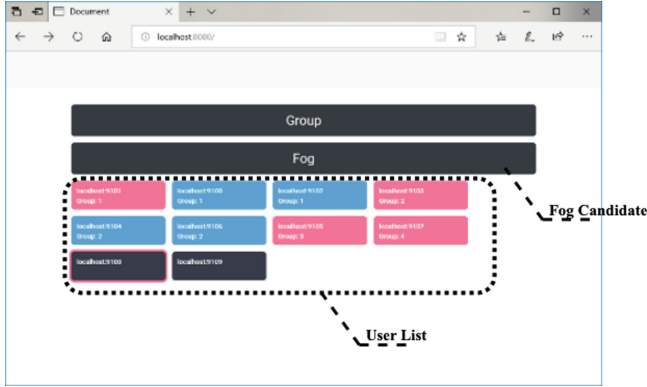 Document
localhost:8080/
Group
Fog
Fog Candidate
localhost:9101
Group: 1
localhost:9100
Group: 1
localhost:9102
Group: 1
localhost:9103
Group: 2
localhost:9104
Group: 2
localhost:9106
Group: 2
localhost:9105
Group: 3
localhost:9107
Group: 4
localhost:9108
localhost:9109
User List